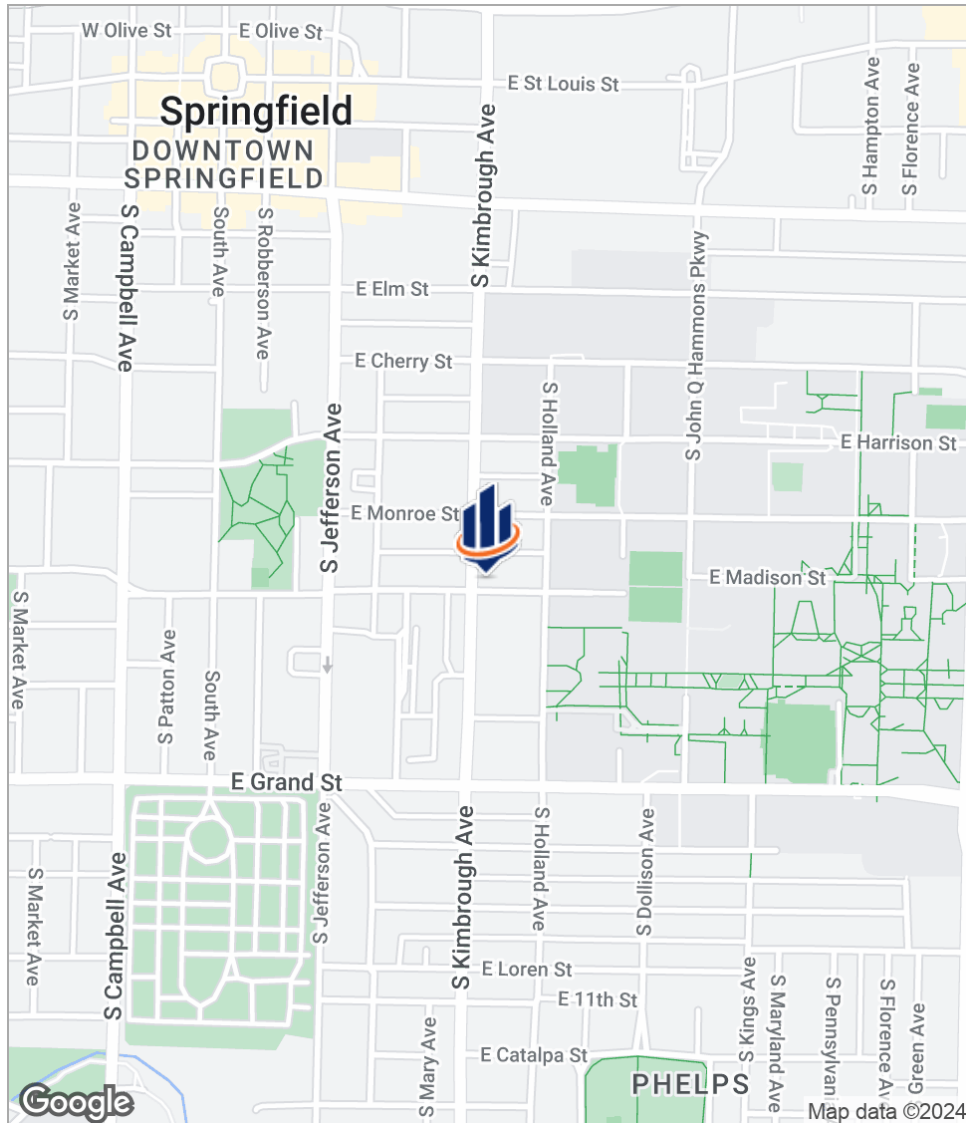 W Olive St
E Olive St
E St Louis St
Springfield
DOWNTOWN
SPRINGFIELD
S Kimbrough Ave
S Hampton Ave
S Florence Ave
S Market Ave
S Campbell Ave
South Ave
S Robberson Ave
S John Q Hammons Pkwy
E Elm St
E Cherry St
S Holland Ave
S Jefferson Ave
E Harrison St
E Monroe St
E Madison St
S Market Ave
S Patton Ave
South Ave
E Grand St
S Jefferson Ave
S Kimbrough Ave
S Holland Ave
S Dollison Ave
S Market Ave
S Campbell Ave
E Loren St
E 11th St
S Kings Ave
S Maryland Ave
S Pennsylvania
S Florence Ave
S Green Ave
S Mary Ave
E Catalpa St
PHELPS
Google
Map data ©2024